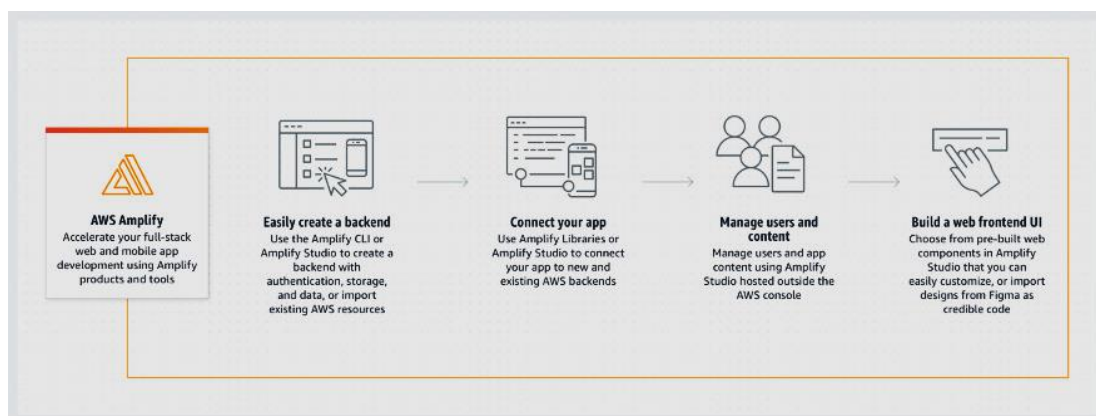 AWS Amplify
Accelerate your full-stack
web and mobile app
development using Amplify
products and tools
Easily create a backend
Use the Amplify CLI or
Amplify Studio to create a
backend with
authentication, storage,
and data, or import
existing AWS resources
Connect your app
Use Amplify Libraries or
Amplify Studio to connect
your app to new and
existing AWS backends
Manage users and
content
Manage users and app
content using Amplify
Studio hosted outside the
AWS console
Build a web frontend UI
Choose from pre-built web
components in Amplify
Studio that you can
easily customize, or import
designs from Figma as
credible code